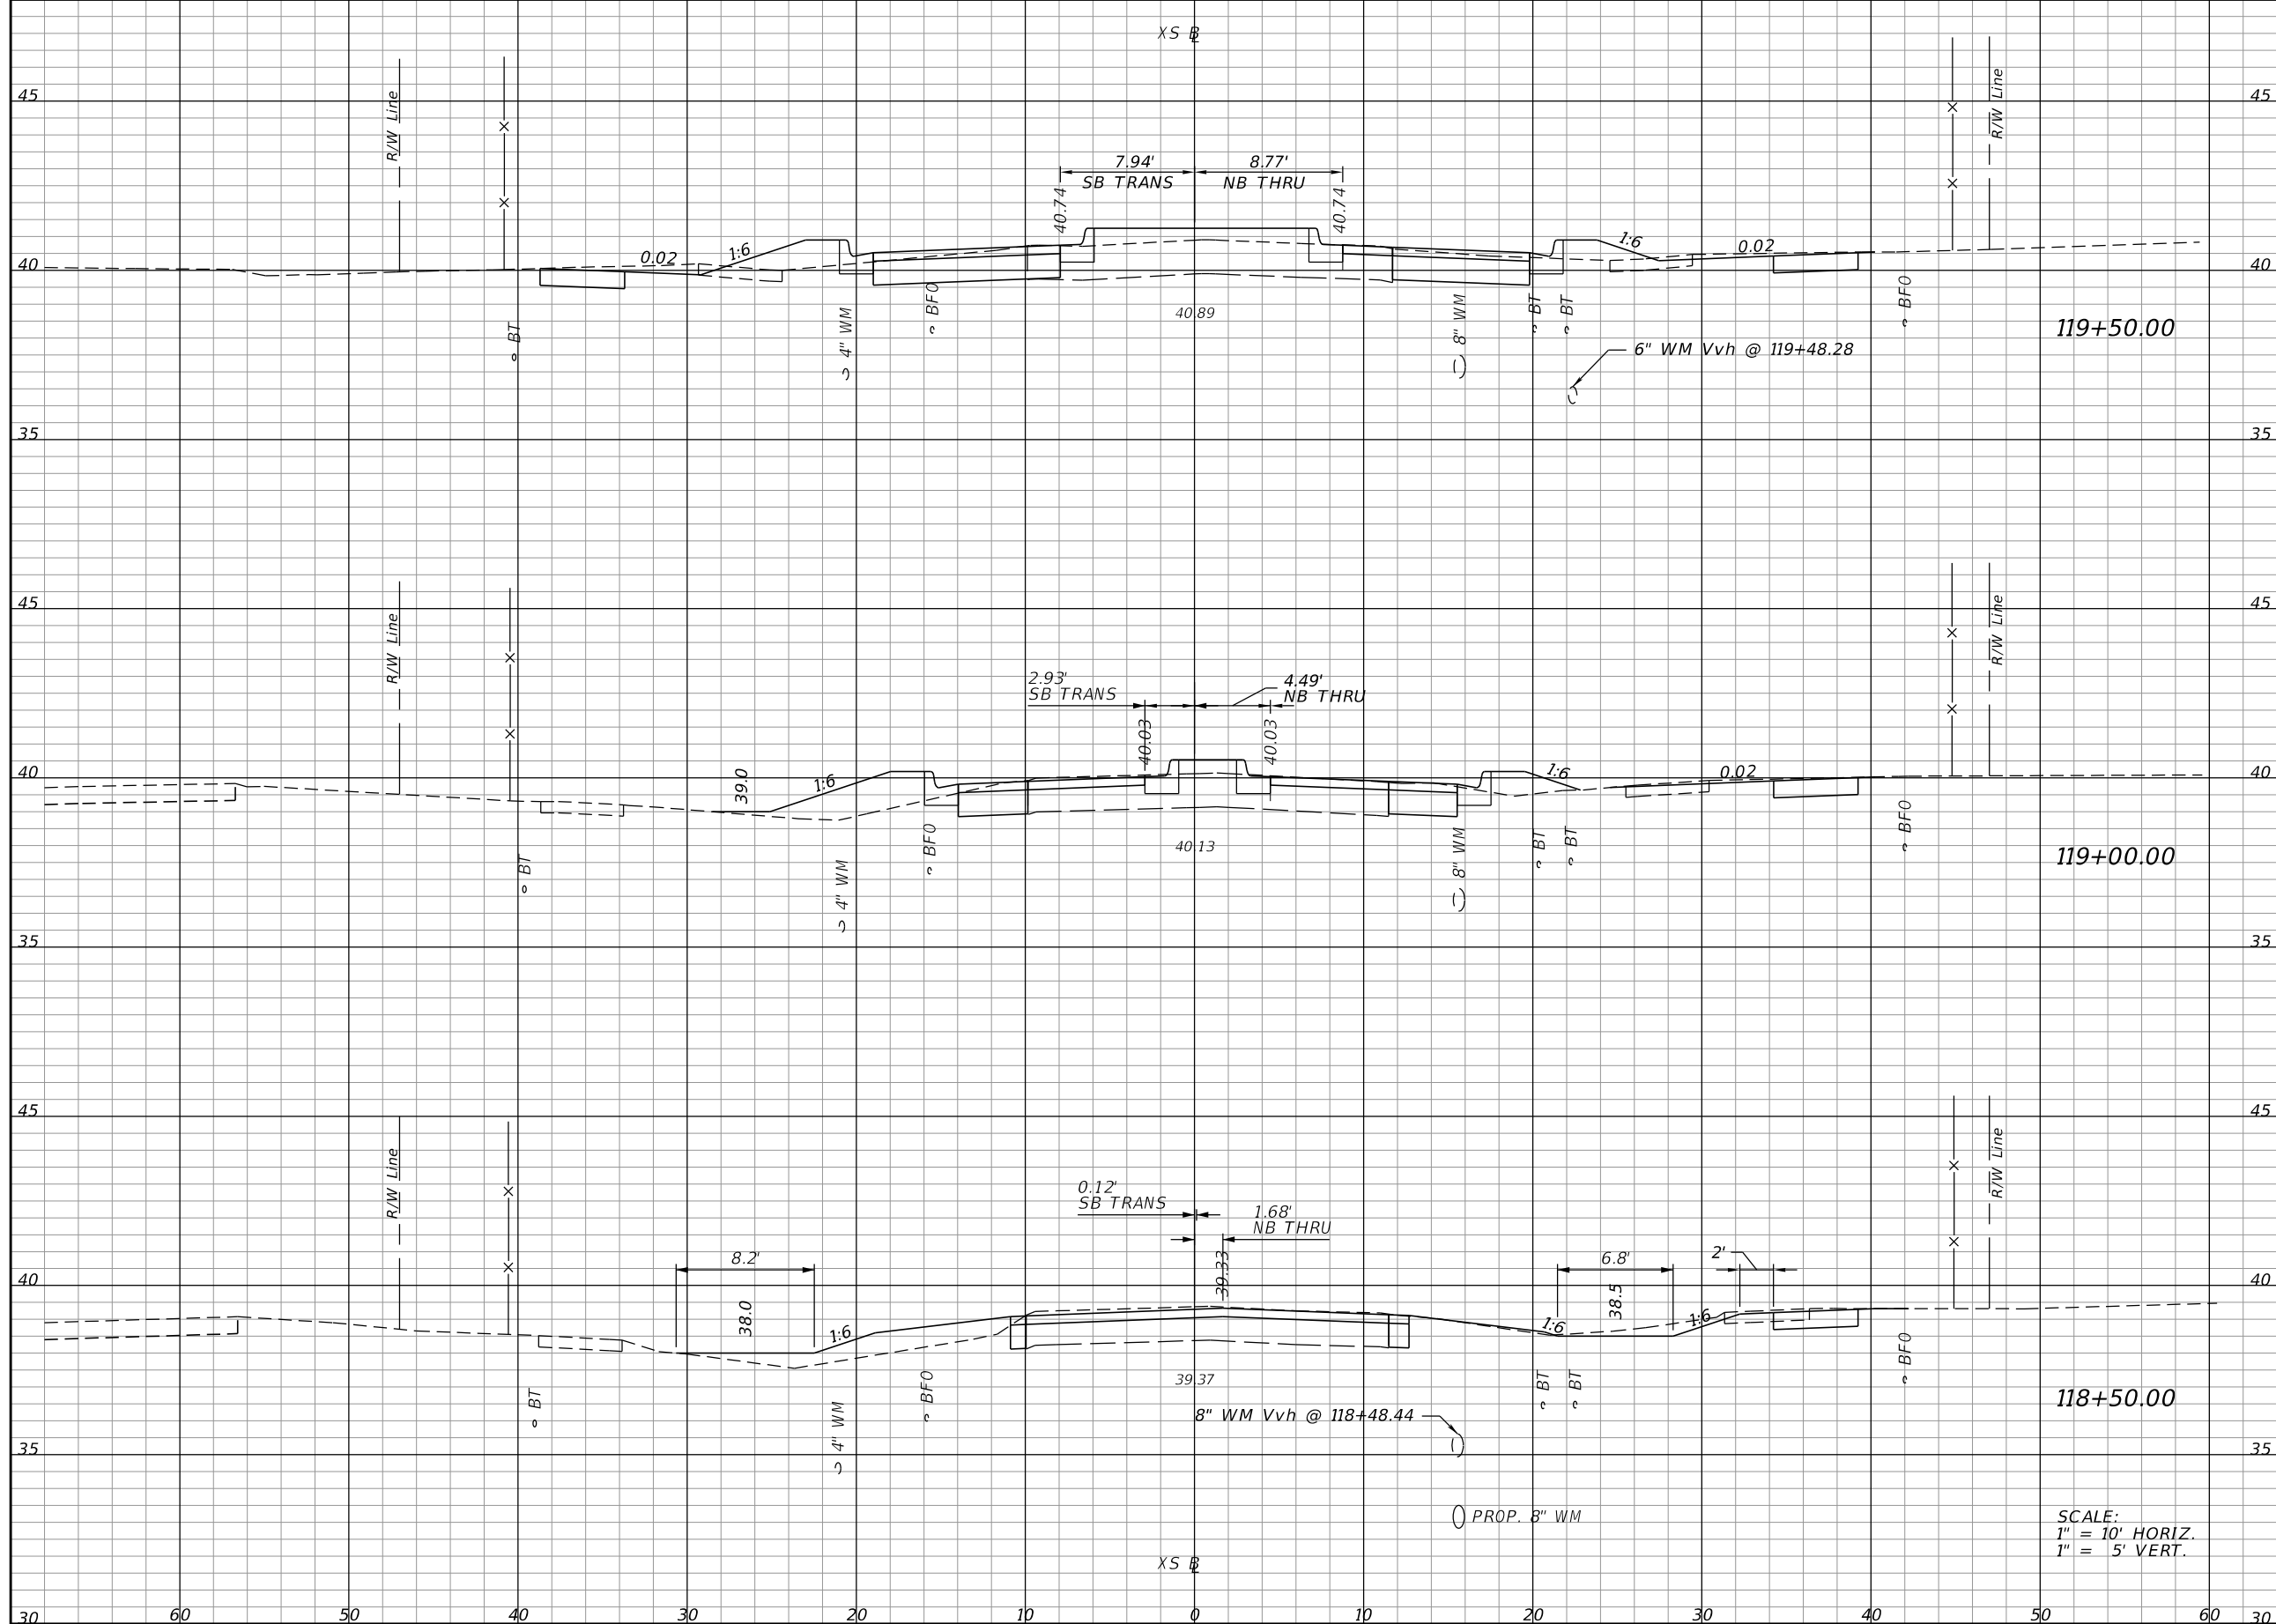 XS ℄
45 45
R/W Line
R/W Line
7.94' 8.77'
SB TRANS NB THRU
40.74 40.74
0.02 1:6 1:6 0.02
40 40
BT
4" WM
BFO
40.89
8" WM
BT
BT
BFO
119+50.00
6" WM Vvh @ 119+48.28
35 35
45 45
R/W Line
R/W Line
2.93'
SB TRANS
4.49'
NB THRU
40.03 40.03
39.0 1:6 1:6 0.02
40 40
BT
4" WM
BFO
40.13
8" WM
BT
BT
BFO
119+00.00
35 35
45 45
R/W Line
R/W Line
0.12'
SB TRANS
1.68'
NB THRU
39.33
8.2' 6.8' 2'
38.0 38.5
40 40
1:6 1:6 1:6
BT
4" WM
BFO
39.37
BT
BT
BFO
118+50.00
8" WM Vvh @ 118+48.44
35 35
PROP. 8" WM
SCALE:
1" = 10' HORIZ.
1" = 5' VERT.
XS ℄
30 60 50 40 30 20 10 0 10 20 30 40 50 60 30